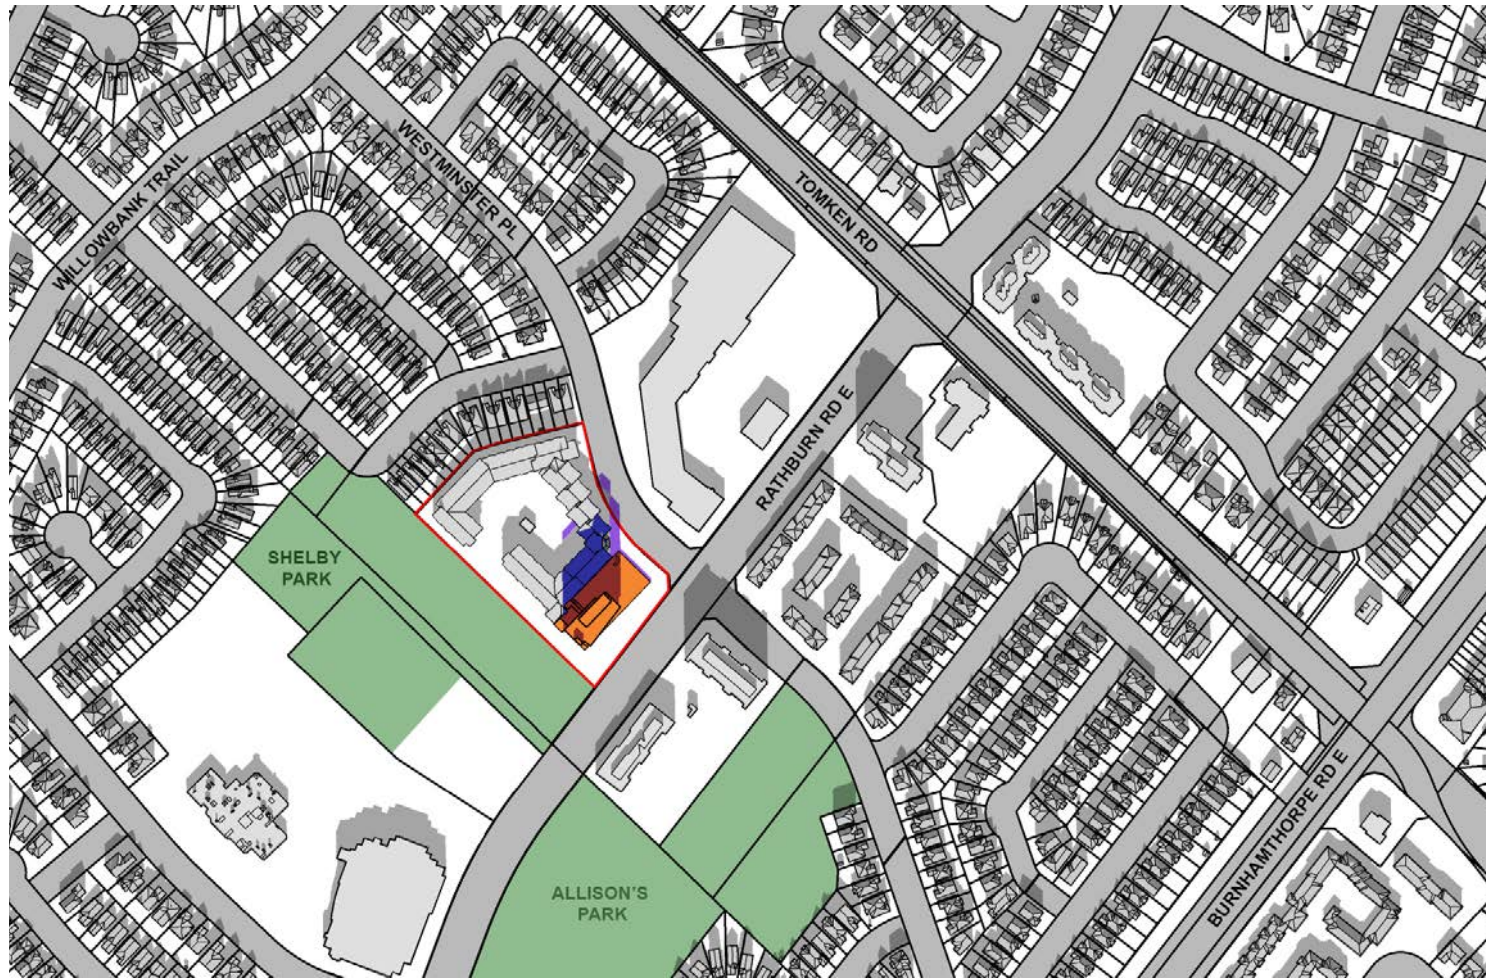 WESTMINSTER PL
WILLOWBANK TRAIL
TOMKEN RD
RATHBURN RD E
SHELBY
PARK
BURNHAMTHORPE RD E
ALLISON'S
PARK